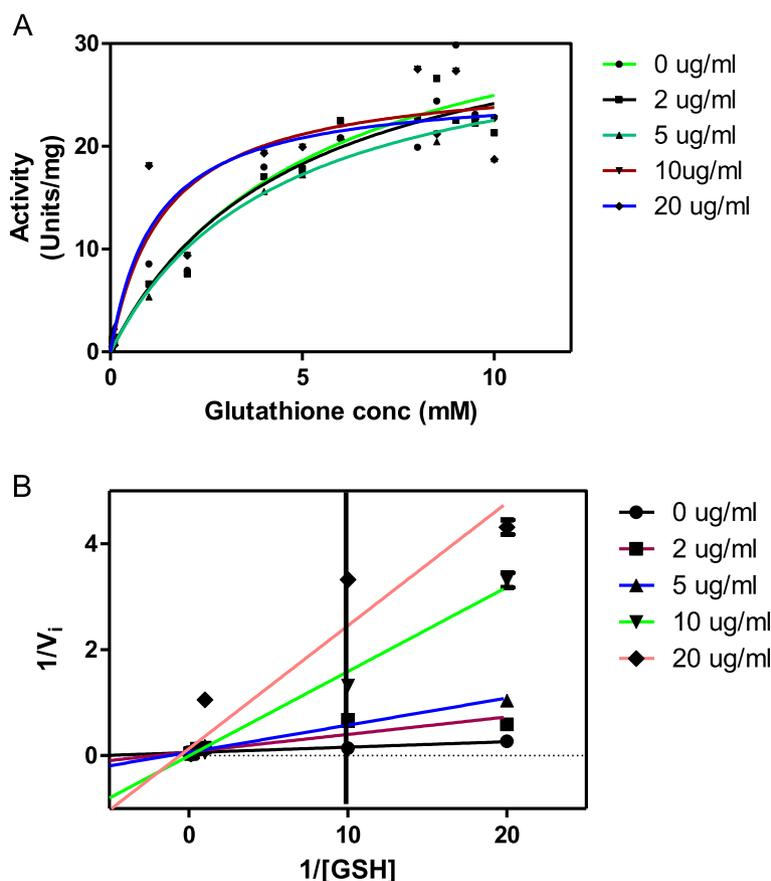 A
30
20
10
0
Activity
(Units/mg)
0 5 10
Glutathione conc (mM)
0 ug/ml
2 ug/ml
5 ug/ml
10ug/ml
20 ug/ml
B
4
2
0
1/Vi
0 10 20
1/[GSH]
0 ug/ml
2 ug/ml
5 ug/ml
10 ug/ml
20 ug/ml